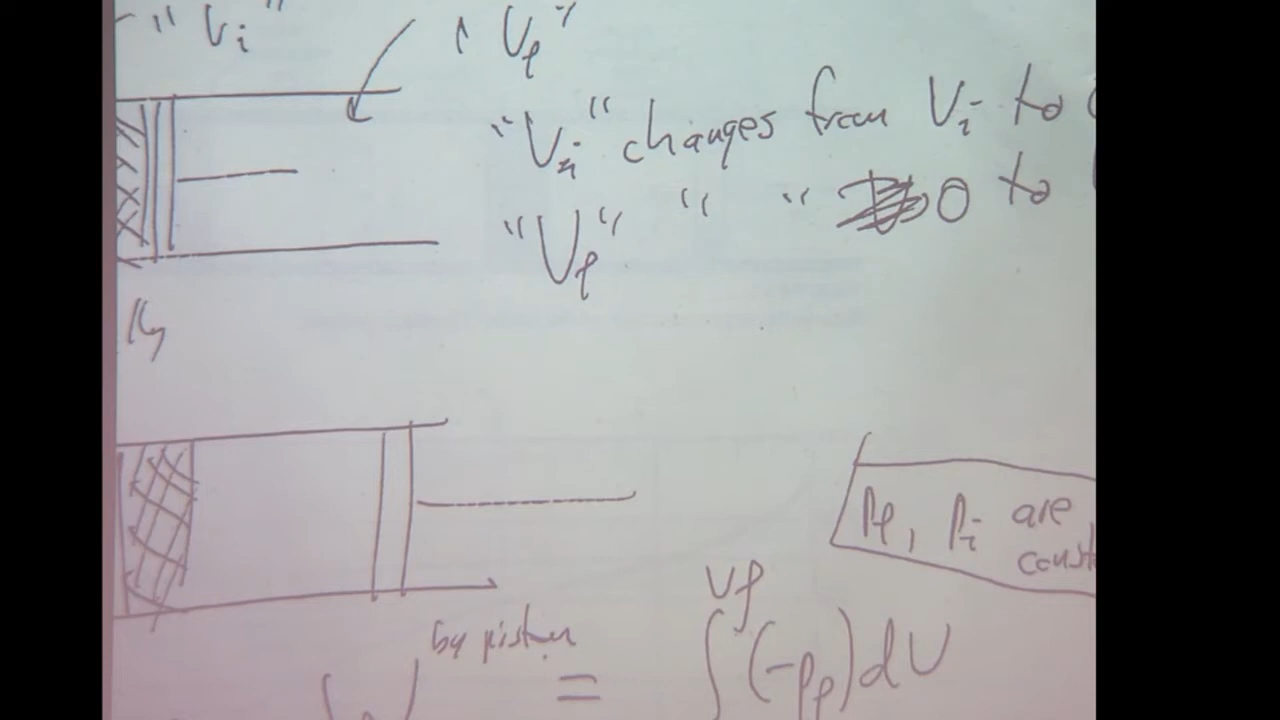 "Vi" "Vf"
"Vi" changes from Vi to
"Vf" " " 0 to
Pf, Pi are
const
by piston
W = ∫ Vf (-Pf) dV